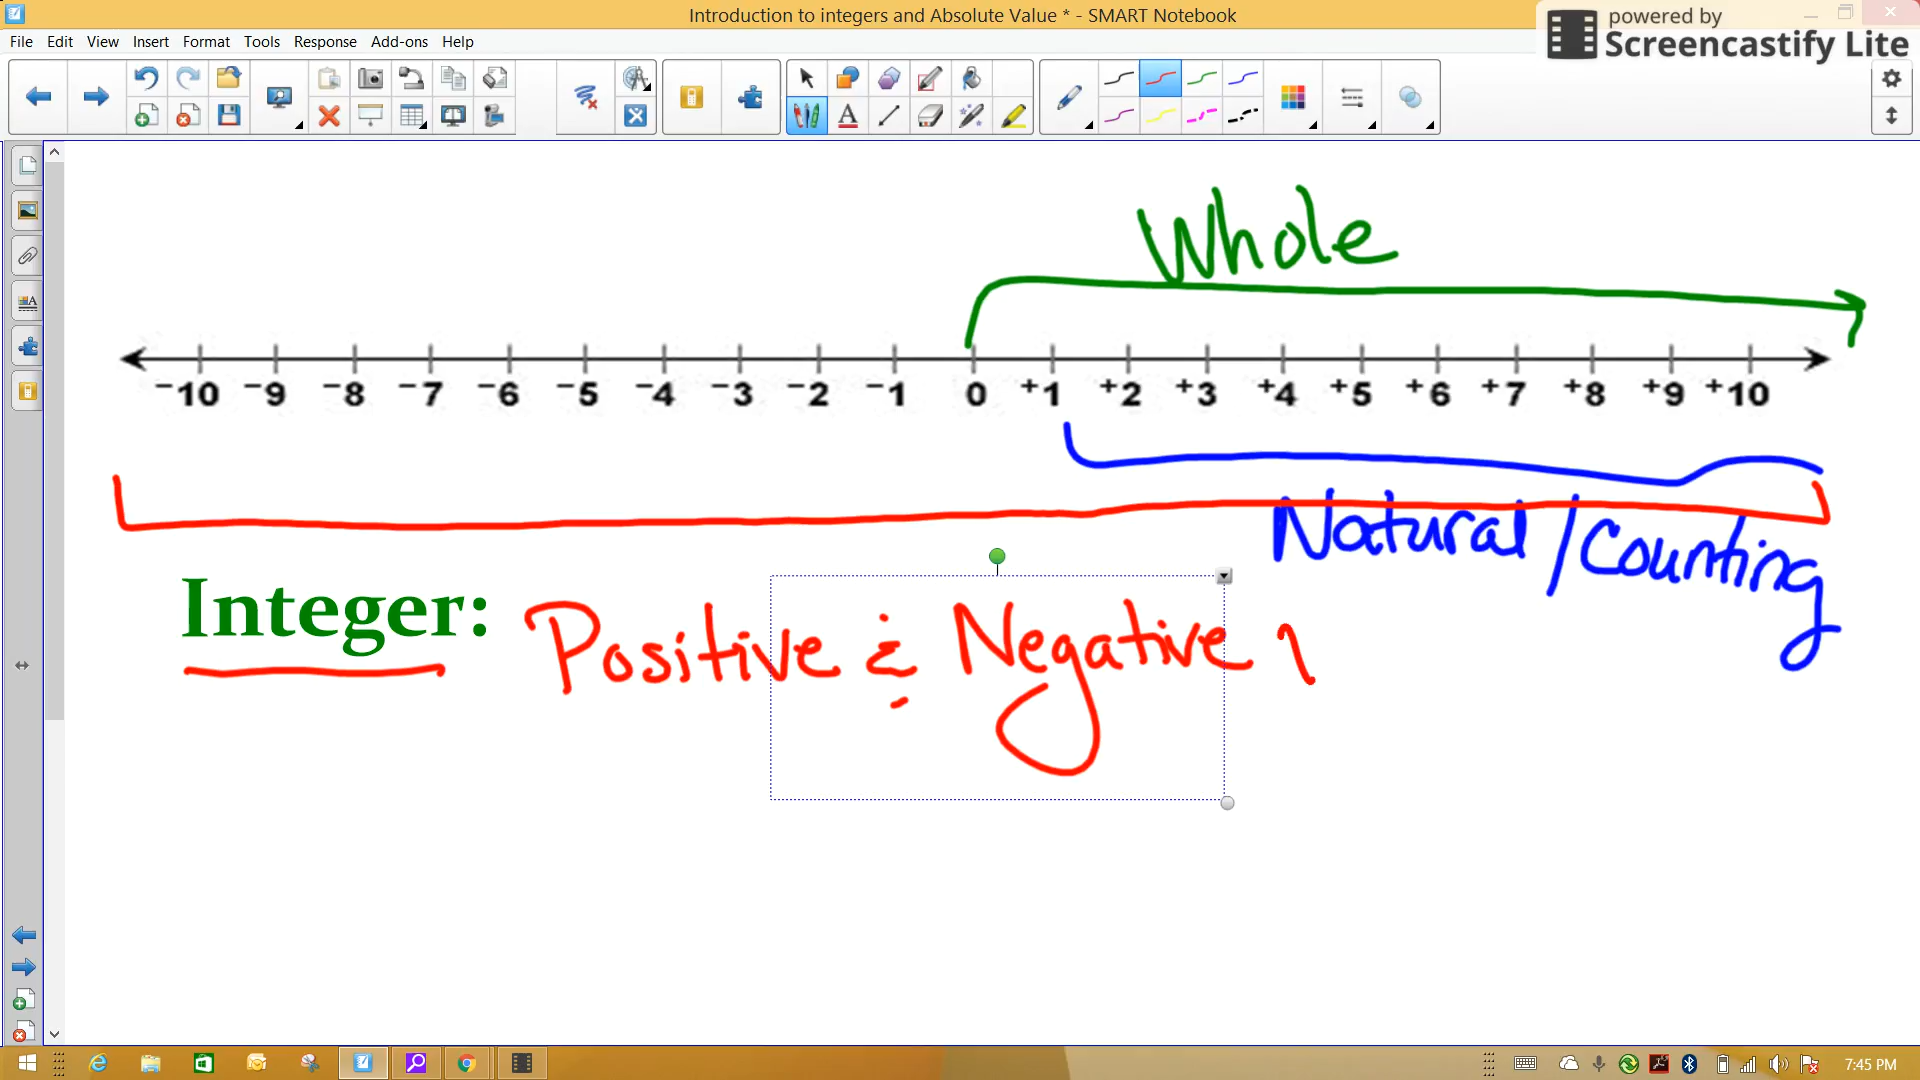 Introduction to integers and Absolute Value * - SMART Notebook
powered by
Screencastify Lite
File Edit View Insert Format Tools Response Add-ons Help
Whole
-10 -9 -8 -7 -6 -5 -4 -3 -2 -1 0 +1 +2 +3 +4 +5 +6 +7 +8 +9 +10
Natural/Counting
Integer: Positive & Negative
7:45 PM